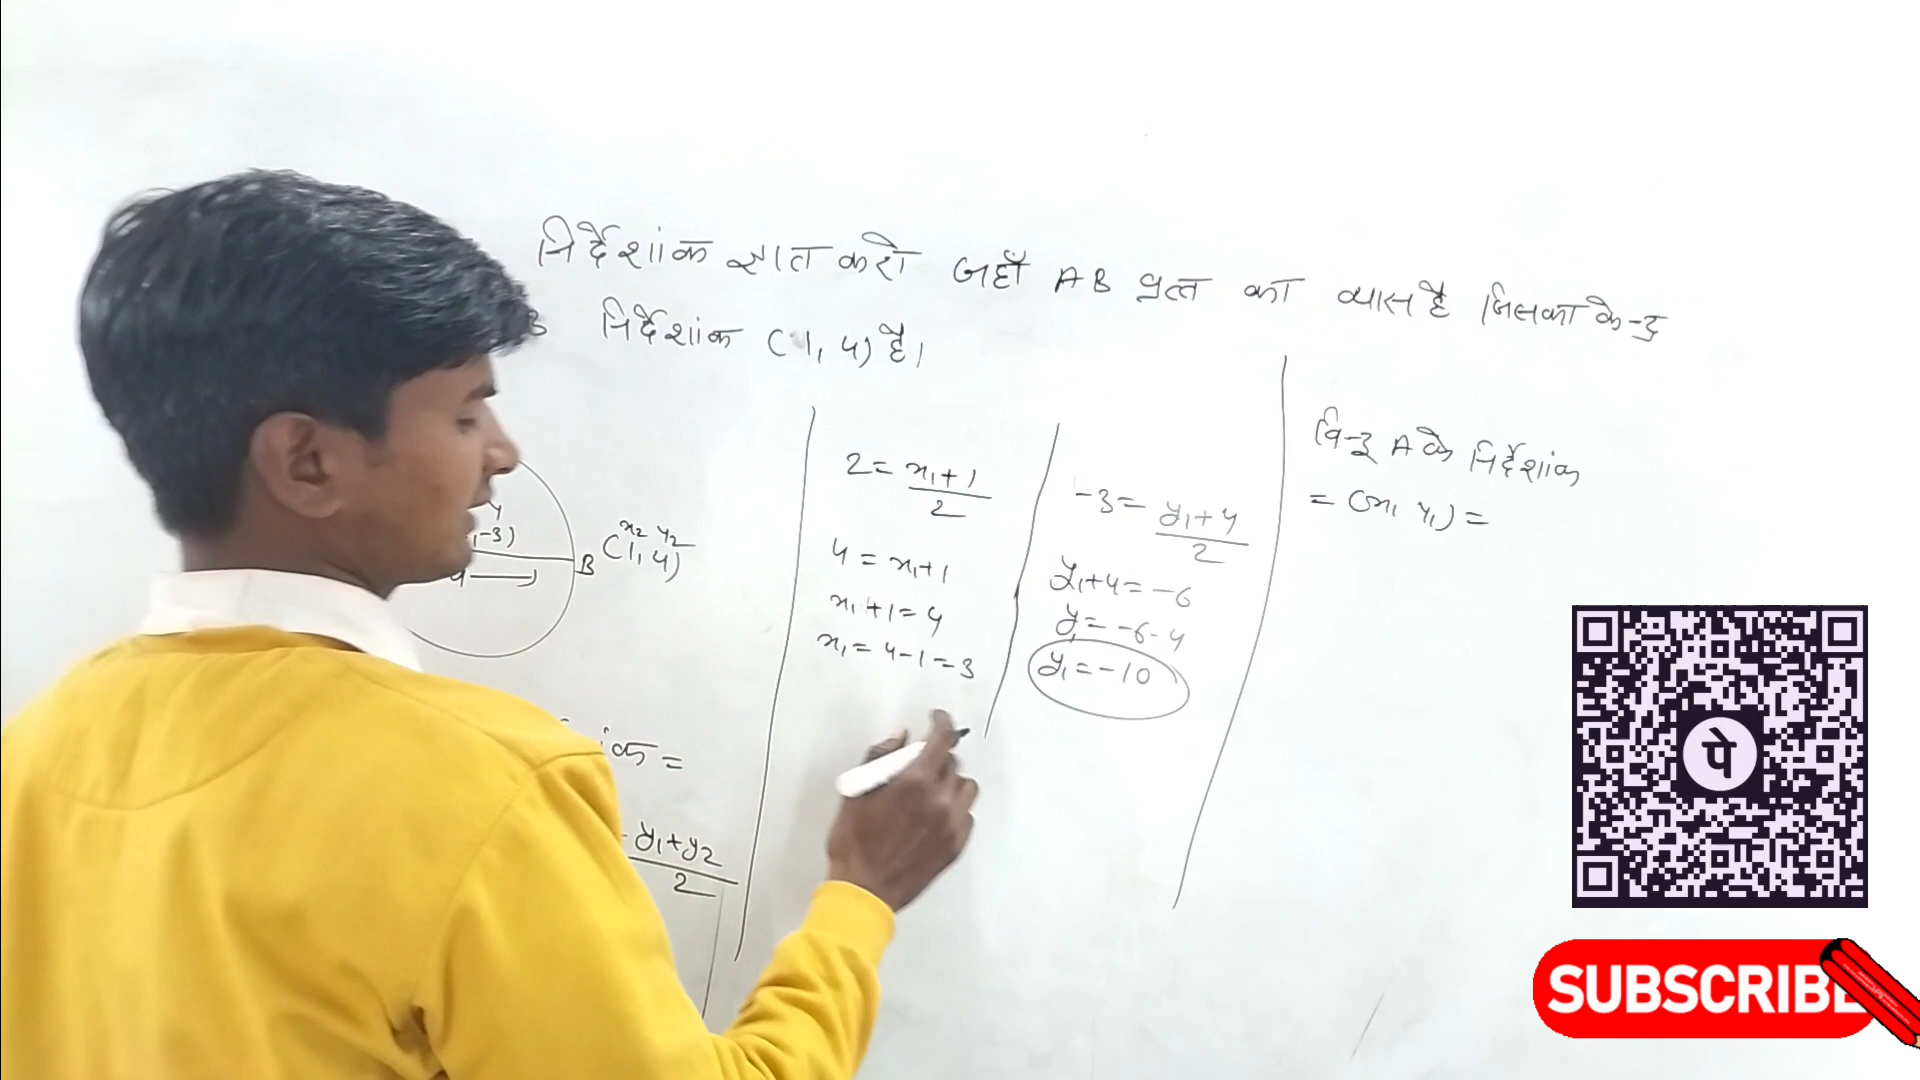 निर्देशांक ज्ञात करो जहाँ AB वृत्त का व्यास है जिसका केन्द्र
B निर्देशांक (1, 4) है।
,-3)
x2 y2
B (1, 4)
ांक =
y1+y2
2
2 = x1+1
2
4 = x1+1
x1+1=4
x1 = 4-1=3
-3 = y1+4
2
y1+4=-6
y1=-6-4
y1=-10
बिन्दु A के निर्देशांक
= (x1 y1) =
पे
SUBSCRIBE